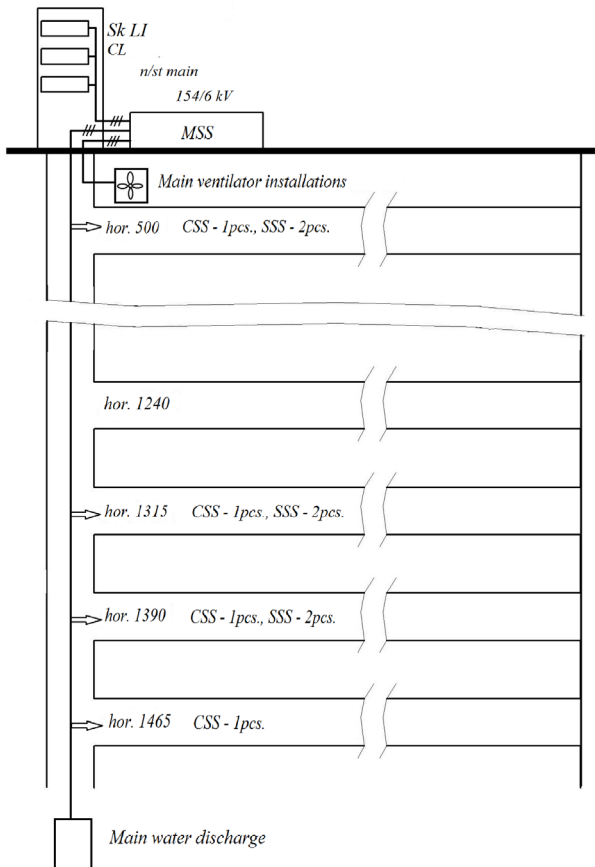 Sk LI
CL
n/st main
154/6 kV
MSS
Main ventilator installations
hor. 500 CSS - 1pcs., SSS - 2pcs.
hor. 1240
hor. 1315 CSS - 1pcs., SSS - 2pcs.
hor. 1390 CSS - 1pcs., SSS - 2pcs.
hor. 1465 CSS - 1pcs.
Main water discharge